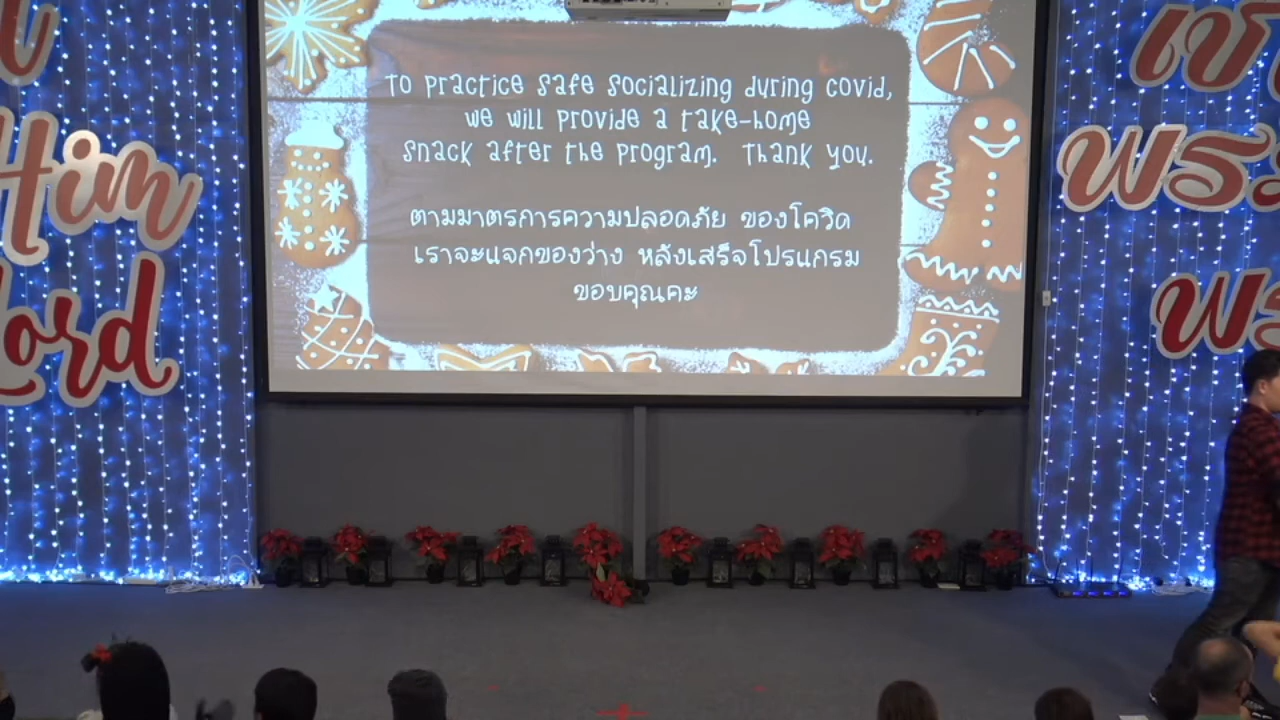 Him
Lord
To Practice Safe Socializing during covid,
we will provide a take-home
snack after the program. Thank you.
ตามมาตรการความปลอดภัย ของโควิด
เราจะแจกของว่าง หลังเสร็จโปรแกรม
ขอบคุณคะ